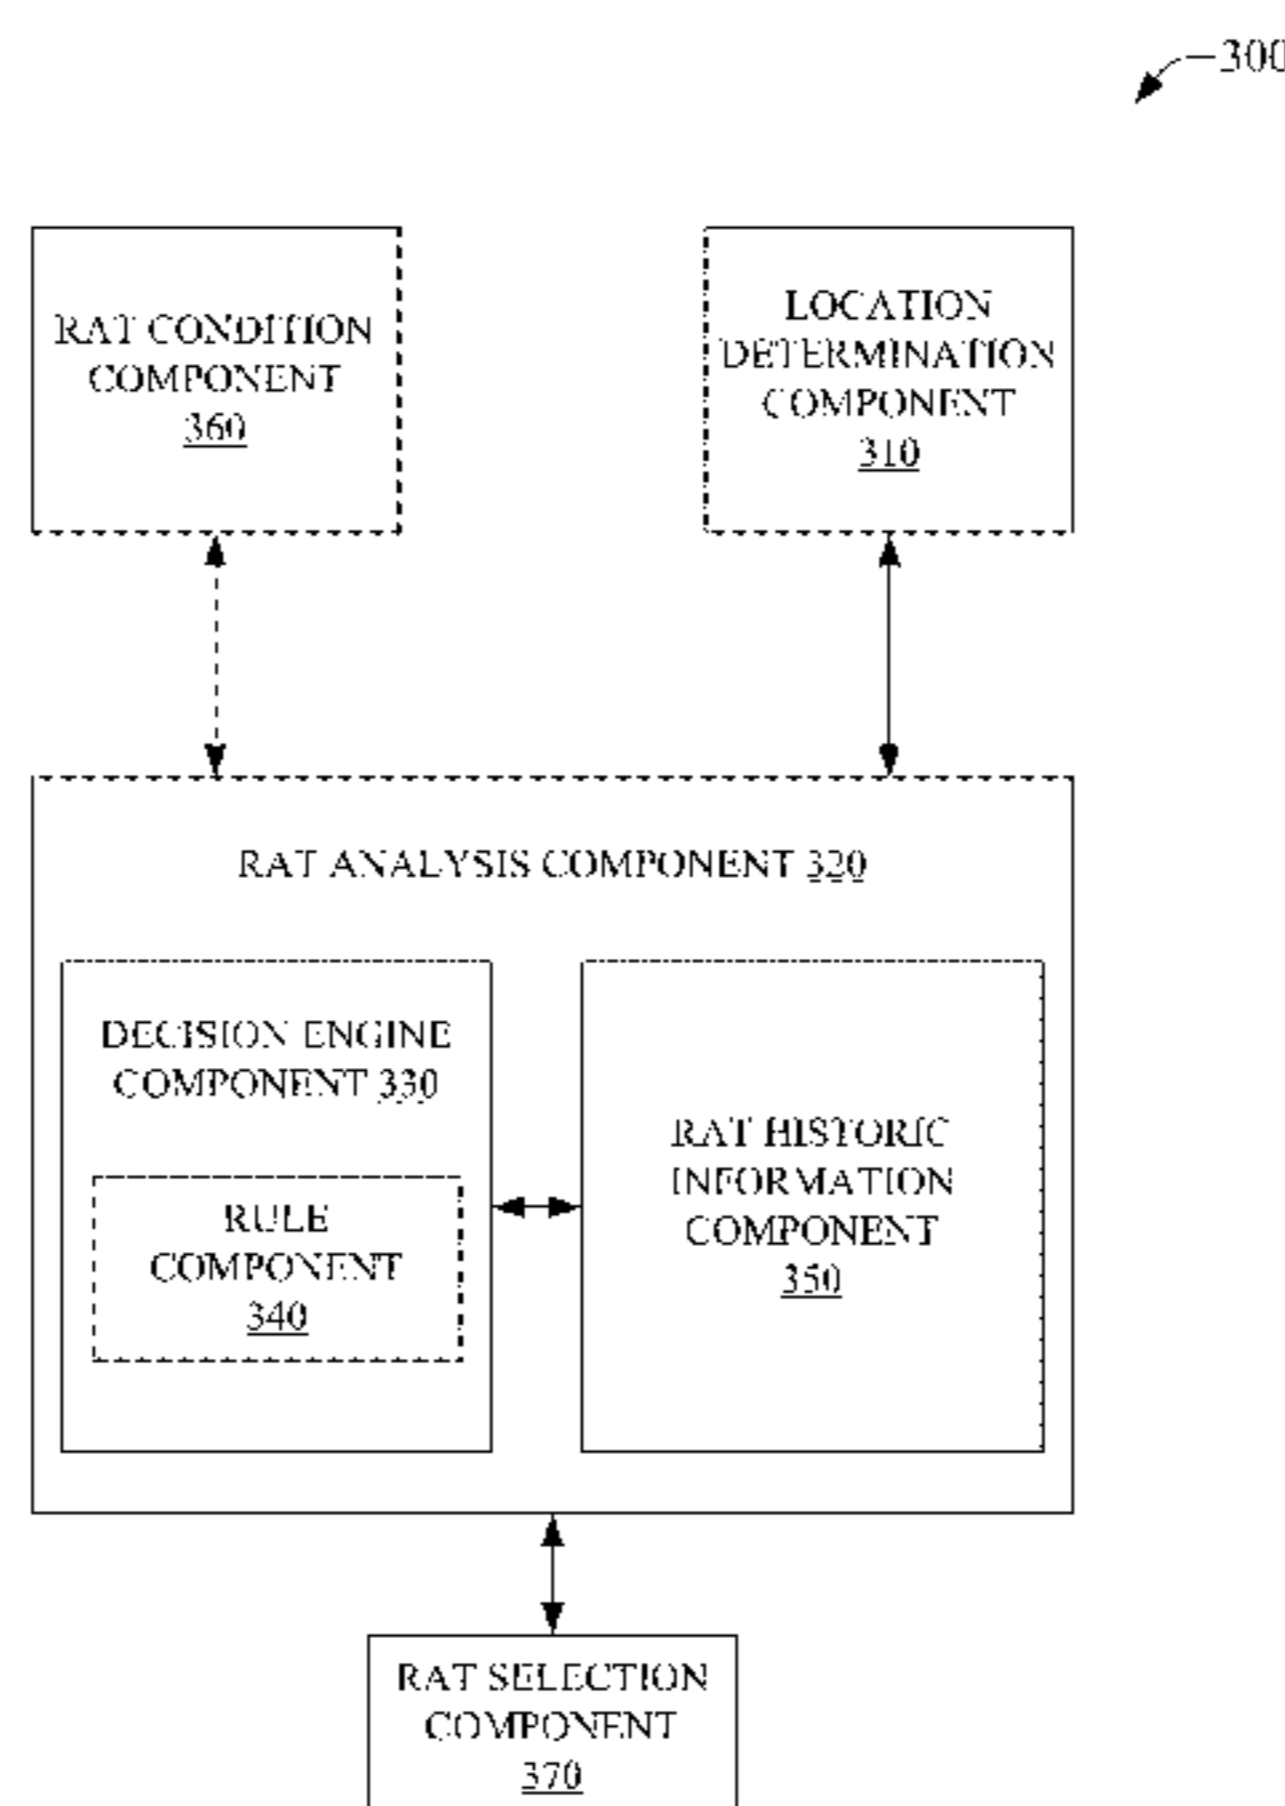 300
RAT CONDITION
COMPONENT
360
LOCATION
DETERMINATION
COMPONENT
310
RAT ANALYSIS COMPONENT 320
DECISION ENGINE
COMPONENT 330
RULE
COMPONENT
340
RAT HISTORIC
INFORMATION
COMPONENT
350
RAT SELECTION
COMPONENT
370